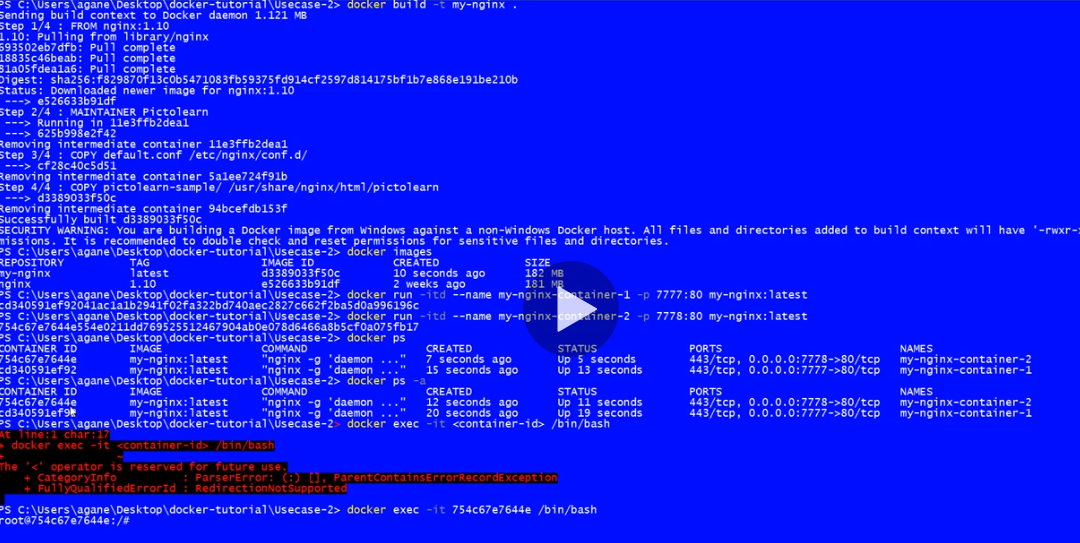 PS C:\Users\agane\Desktop\docker-tutorial\Usecase-2> docker build -t my-nginx .
Sending build context to Docker daemon 1.121 MB
Step 1/4 : FROM nginx:1.10
1.10: Pulling from library/nginx
693502eb7dfb: Pull complete
18835c46beab: Pull complete
81a05fdea1a6: Pull complete
Digest: sha256:f829870f13c0b5471083fb59375fd914cf2597d814175bf1b7e868e191be210b
Status: Downloaded newer image for nginx:1.10
---> e526633b91df
Step 2/4 : MAINTAINER Pictolearn
---> Running in 11e3ffb2dea1
---> 625b998e2f42
Removing intermediate container 11e3ffb2dea1
Step 3/4 : COPY default.conf /etc/nginx/conf.d/
---> cf28c40c5d51
Removing intermediate container 5a1ee724f91b
Step 4/4 : COPY pictolearn-sample/ /usr/share/nginx/html/pictolearn
---> d3389033f50c
Removing intermediate container 94bcefdb153f
Successfully built d3389033f50c
SECURITY WARNING: You are building a Docker image from Windows against a non-Windows Docker host. All files and directories added to build context will have '-rwxr-x
missions. It is recommended to double check and reset permissions for sensitive files and directories.
PS C:\Users\agane\Desktop\docker-tutorial\Usecase-2> docker images
REPOSITORY TAG IMAGE ID CREATED SIZE
my-nginx latest d3389033f50c 10 seconds ago 182 MB
nginx 1.10 e526633b91df 2 weeks ago 181 MB
PS C:\Users\agane\Desktop\docker-tutorial\Usecase-2> docker run -itd --name my-nginx-container-1 -p 7777:80 my-nginx:latest
cd340591ef92041ac1a1b2941f02fa322bd740aec2827c662f2ba5d0a996196c
PS C:\Users\agane\Desktop\docker-tutorial\Usecase-2> docker run -itd --name my-nginx-container-2 -p 7778:80 my-nginx:latest
754c67e7644e554e0211dd769525512467904ab0e078d6466a8b5cf0a075fb17
PS C:\Users\agane\Desktop\docker-tutorial\Usecase-2> docker ps
CONTAINER ID IMAGE COMMAND CREATED STATUS PORTS NAMES
754c67e7644e my-nginx:latest "nginx -g 'daemon ..." 7 seconds ago Up 5 seconds 443/tcp, 0.0.0.0:7778->80/tcp my-nginx-container-2
cd340591ef92 my-nginx:latest "nginx -g 'daemon ..." 15 seconds ago Up 13 seconds 443/tcp, 0.0.0.0:7777->80/tcp my-nginx-container-1
PS C:\Users\agane\Desktop\docker-tutorial\Usecase-2> docker ps -a
CONTAINER ID IMAGE COMMAND CREATED STATUS PORTS NAMES
754c67e7644e my-nginx:latest "nginx -g 'daemon ..." 12 seconds ago Up 11 seconds 443/tcp, 0.0.0.0:7778->80/tcp my-nginx-container-2
cd340591ef92 my-nginx:latest "nginx -g 'daemon ..." 20 seconds ago Up 19 seconds 443/tcp, 0.0.0.0:7777->80/tcp my-nginx-container-1
PS C:\Users\agane\Desktop\docker-tutorial\Usecase-2> docker exec -it <container-id> /bin/bash
At line:1 char:17
+ docker exec -it <container-id> /bin/bash
+ ~
The '<' operator is reserved for future use.
+ CategoryInfo : ParserError: (:) [], ParentContainsErrorRecordException
+ FullyQualifiedErrorId : RedirectionNotSupported
PS C:\Users\agane\Desktop\docker-tutorial\Usecase-2> docker exec -it 754c67e7644e /bin/bash
root@754c67e7644e:/#